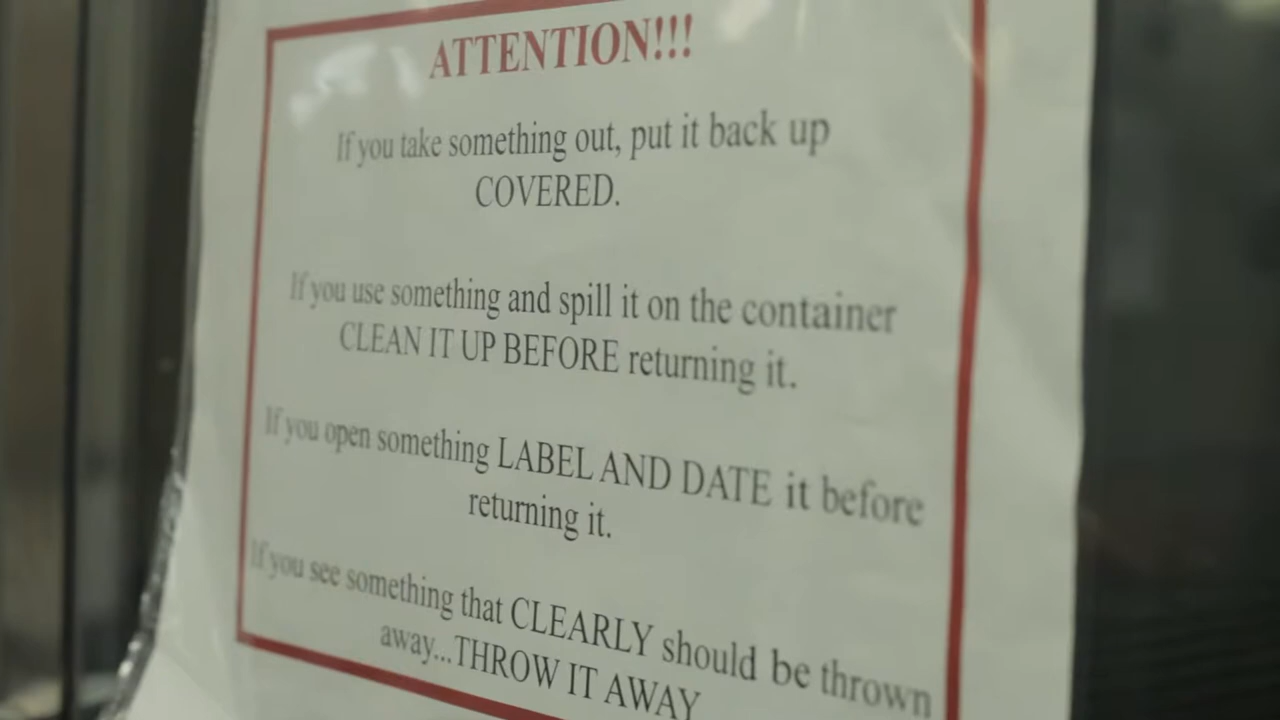 ATTENTION!!!
If you take something out, put it back up
COVERED.
If you use something and spill it on the container
CLEAN IT UP BEFORE returning it.
If you open something LABEL AND DATE it before
returning it.
If you see something that CLEARLY should be thrown
away...THROW IT AWAY